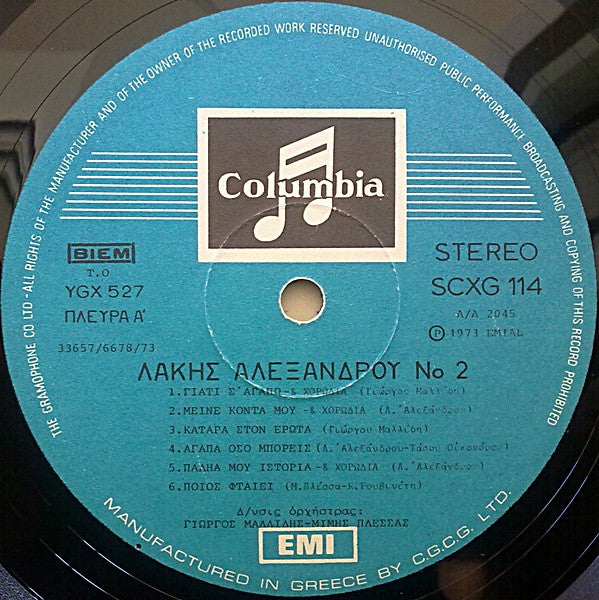 THE GRAMOPHONE CO LTD - ALL RIGHTS OF THE MANUFACTURER AND OF THE OWNER OF THE RECORDED WORK RESERVED UNAUTHORISED PUBLIC PERFORMANCE BROADCASTING AND COPYING OF THIS RECORD PROHIBITED
Columbia
BIEM
T.O
YGX 527
ΠΛΕΥΡΑ Α'
33657/6678/73
STEREO
SCXG 114
Α/Α 2045
Ⓟ 1973 EMIAL
ΛΑΚΗΣ ΑΛΕΞΑΝΔΡΟΥ Νο 2
1.ΓΙΑΤΙ Σ'ΑΓΑΠΩ-& ΧΟΡΩΔΙΑ (Γιώργου Μαλλίδη)
2.ΜΕΙΝΕ ΚΟΝΤΑ ΜΟΥ -& ΧΟΡΩΔΙΑ (Λ.'Αλεξάνδρου)
3.ΚΑΤΑΡΑ ΣΤΟΝ ΕΡΩΤΑ (Γιώργου Μαλλίδη)
4.ΑΓΑΠΑ ΟΣΟ ΜΠΟΡΕΙΣ (Λ.'Αλεξάνδρου-Τάσου Οἰκονόμου)
5.ΠΑΛΗΑ ΜΟΥ ΙΣΤΟΡΙΑ -& ΧΟΡΩΔΙΑ (Λ.'Αλεξάνδρου)
6.ΠΟΙΟΣ ΦΤΑΙΕΙ (Μ.Πλέσσα-Κ.Ρουβινέτη)
Δ/νσις ὀρχήστρας:
ΓΙΩΡΓΟΣ ΜΑΛΛΙΔΗΣ-ΜΙΜΗΣ ΠΛΕΣΣΑΣ
EMI
MANUFACTURED IN GREECE BY C.G.C.G. LTD.